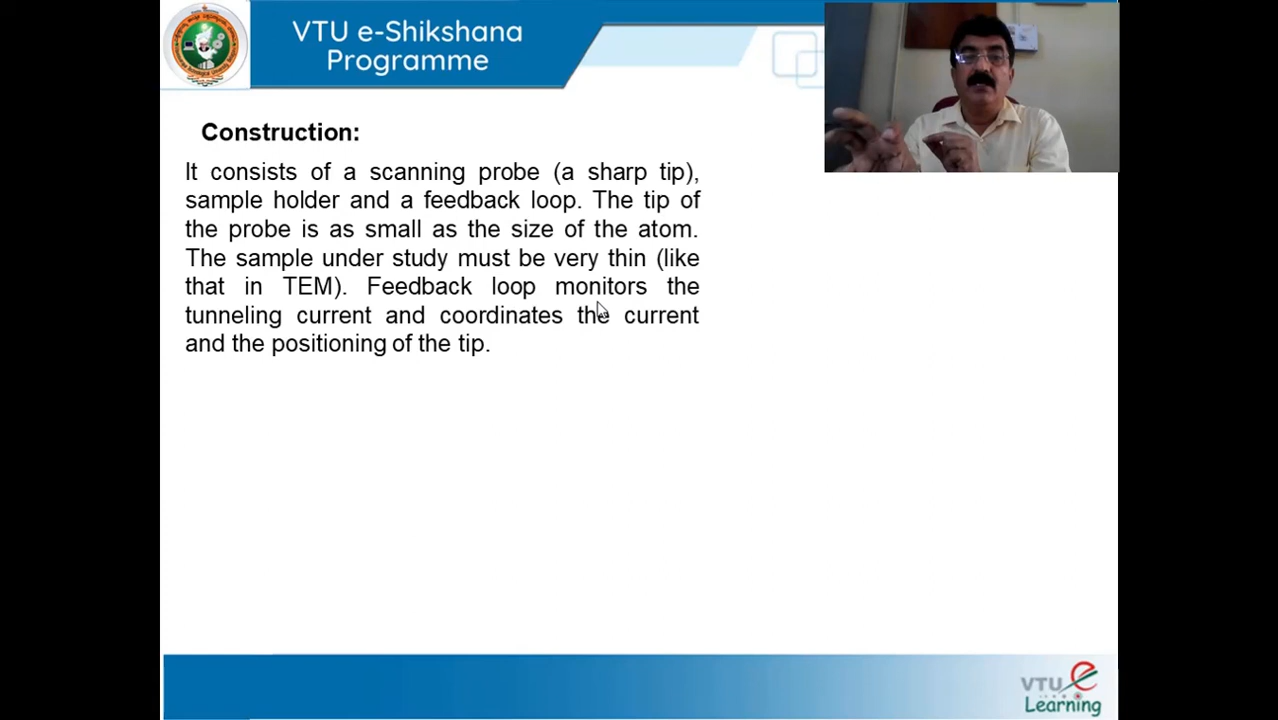 VTU e-Shikshana
Programme
Construction:
It consists of a scanning probe (a sharp tip),
sample holder and a feedback loop. The tip of
the probe is as small as the size of the atom.
The sample under study must be very thin (like
that in TEM). Feedback loop monitors the
tunneling current and coordinates the current
and the positioning of the tip.
VTU e
Learning